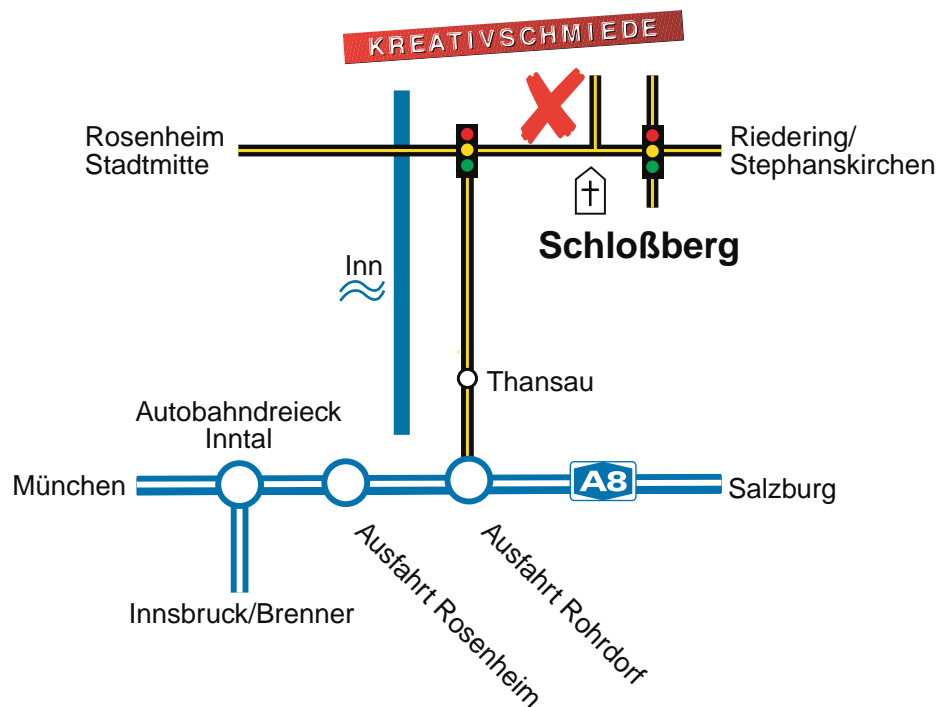 KREATIVSCHMIEDE
Rosenheim
Stadtmitte
Riedering/
Stephanskirchen
Schloßberg
Inn
Thansau
Autobahndreieck
Inntal
München
A8
Salzburg
Innsbruck/Brenner
Ausfahrt Rosenheim
Ausfahrt Rohrdorf